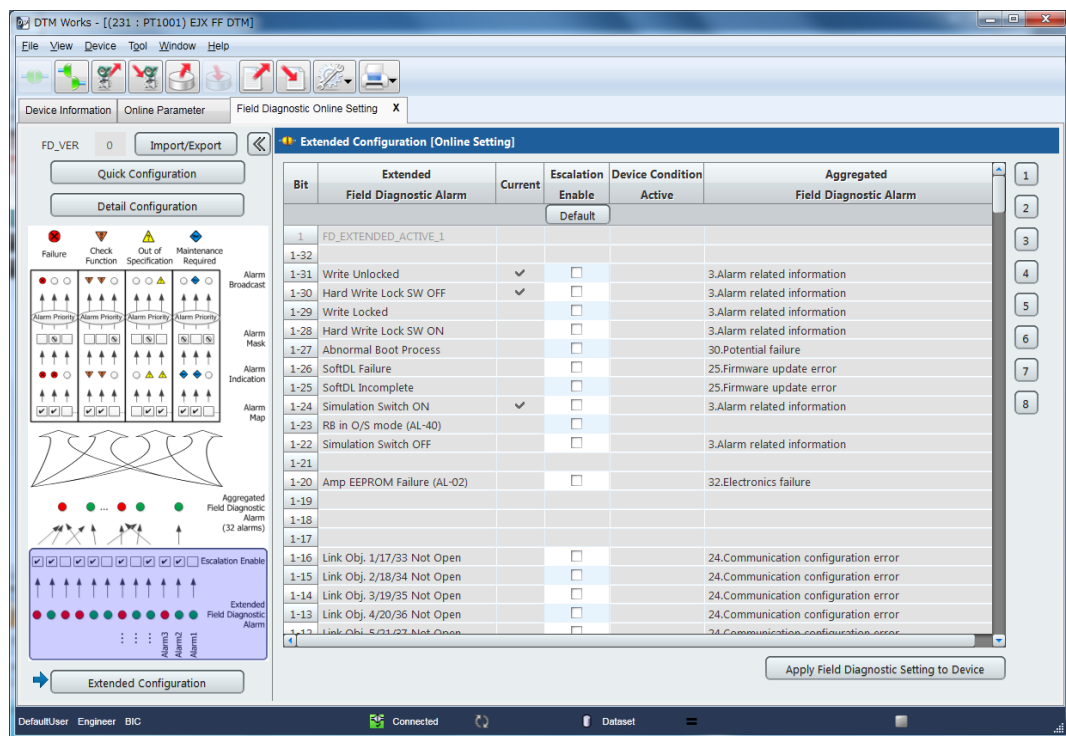 DTM Works - [(231 : PT1001) EJX FF DTM]
File View Device Tool Window Help
Device Information Online Parameter Field Diagnostic Online Setting X
FD_VER 0 Import/Export
Quick Configuration
Detail Configuration
Failure Check Function Out of Specification Maintenance Required
Alarm Broadcast
Alarm Priority Alarm Priority Alarm Priority Alarm Priority
Alarm Mask
Alarm Indication
Alarm Map
Aggregated Field Diagnostic Alarm (32 alarms)
Escalation Enable
Extended Field Diagnostic Alarm
Alarm3 Alarm2 Alarm1
Extended Configuration
Extended Configuration [Online Setting]
Bit Extended Field Diagnostic Alarm Current Escalation Enable Device Condition Active Aggregated Field Diagnostic Alarm
Default
1 FD_EXTENDED_ACTIVE_1
1-32
1-31 Write Unlocked 3.Alarm related information
1-30 Hard Write Lock SW OFF 3.Alarm related information
1-29 Write Locked 3.Alarm related information
1-28 Hard Write Lock SW ON 3.Alarm related information
1-27 Abnormal Boot Process 30.Potential failure
1-26 SoftDL Failure 25.Firmware update error
1-25 SoftDL Incomplete 25.Firmware update error
1-24 Simulation Switch ON 3.Alarm related information
1-23 RB in O/S mode (AL-40)
1-22 Simulation Switch OFF 3.Alarm related information
1-21
1-20 Amp EEPROM Failure (AL-02) 32.Electronics failure
1-19
1-18
1-17
1-16 Link Obj. 1/17/33 Not Open 24.Communication configuration error
1-15 Link Obj. 2/18/34 Not Open 24.Communication configuration error
1-14 Link Obj. 3/19/35 Not Open 24.Communication configuration error
1-13 Link Obj. 4/20/36 Not Open 24.Communication configuration error
1-12 Link Obj. 5/21/37 Not Open 24.Communication configuration error
1
2
3
4
5
6
7
8
Apply Field Diagnostic Setting to Device
DefaultUser Engineer BIC Connected Dataset